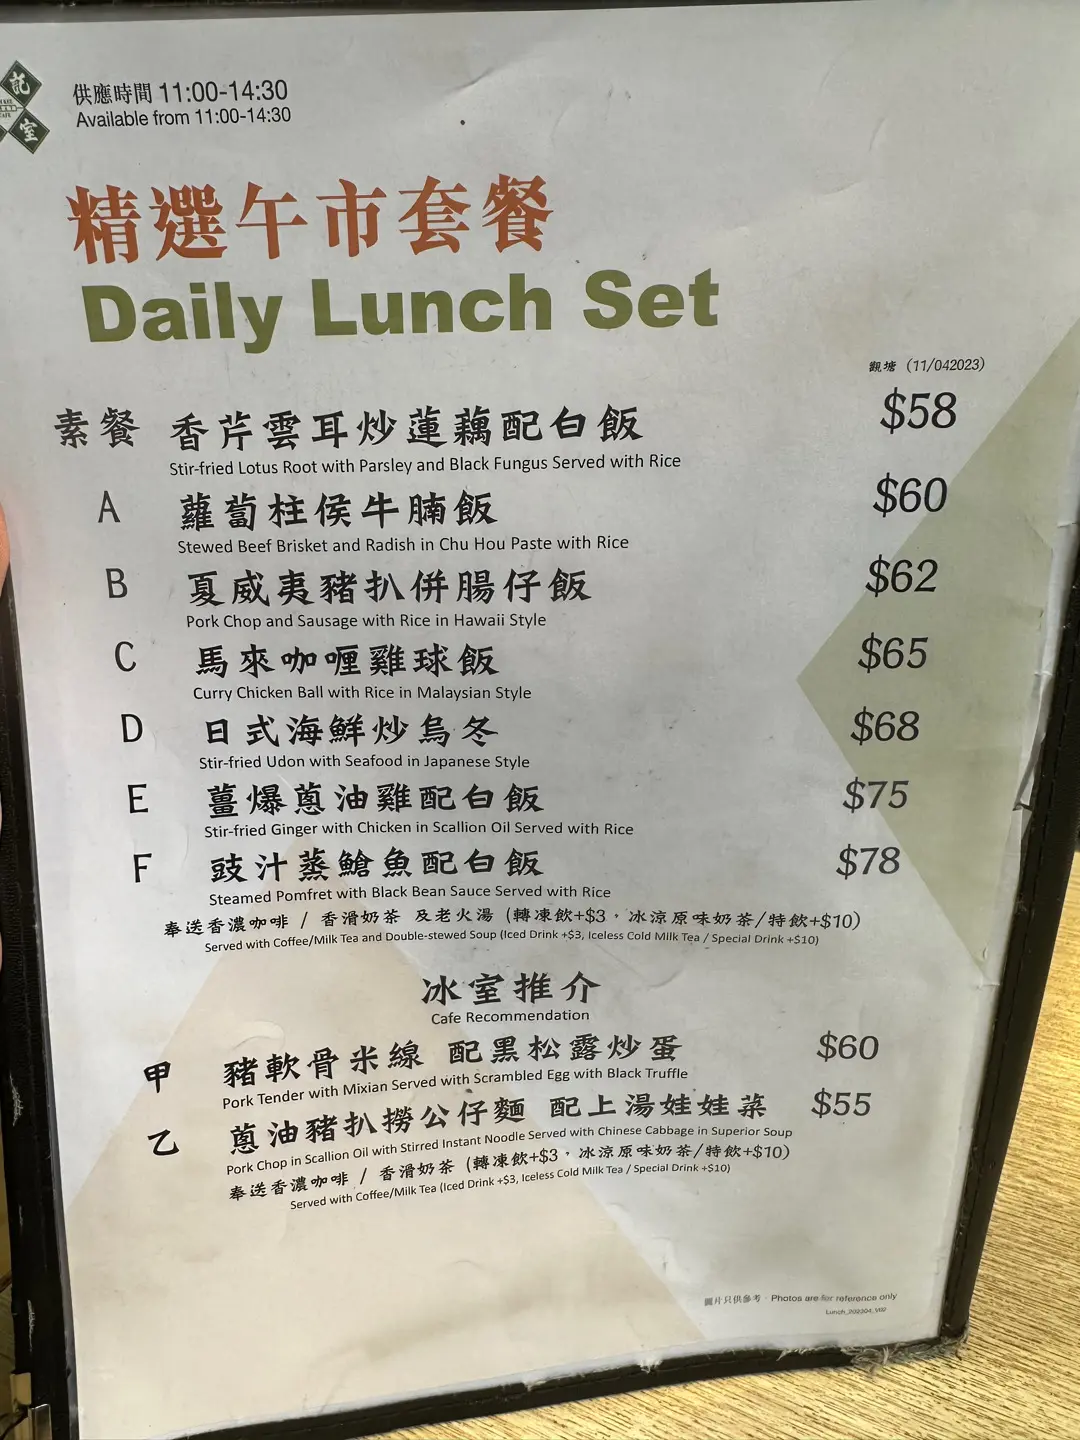 記
室
供應時間 11:00-14:30
Available from 11:00-14:30
精選午市套餐
Daily Lunch Set
觀塘 (11/042023)
素餐 香芹雲耳炒蓮藕配白飯 $58
Stir-fried Lotus Root with Parsley and Black Fungus Served with Rice
A 蘿蔔柱侯牛腩飯 $60
Stewed Beef Brisket and Radish in Chu Hou Paste with Rice
B 夏威夷豬扒併腸仔飯 $62
Pork Chop and Sausage with Rice in Hawaii Style
C 馬來咖喱雞球飯 $65
Curry Chicken Ball with Rice in Malaysian Style
D 日式海鮮炒烏冬 $68
Stir-fried Udon with Seafood in Japanese Style
E 薑爆蔥油雞配白飯 $75
Stir-fried Ginger with Chicken in Scallion Oil Served with Rice
F 豉汁蒸鯧魚配白飯 $78
Steamed Pomfret with Black Bean Sauce Served with Rice
奉送香濃咖啡 / 香滑奶茶 及老火湯 (轉凍飲+$3，冰涼原味奶茶/特飲+$10)
Served with Coffee/Milk Tea and Double-stewed Soup (Iced Drink +$3, Iceless Cold Milk Tea / Special Drink +$10)
冰室推介
Cafe Recommendation
甲 豬軟骨米線 配黑松露炒蛋 $60
Pork Tender with Mixian Served with Scrambled Egg with Black Truffle
乙 蔥油豬扒撈公仔麵 配上湯娃娃菜 $55
Pork Chop in Scallion Oil with Stirred Instant Noodle Served with Chinese Cabbage in Superior Soup
奉送香濃咖啡 / 香滑奶茶 (轉凍飲+$3，冰涼原味奶茶/特飲+$10)
Served with Coffee/Milk Tea (Iced Drink +$3, Iceless Cold Milk Tea / Special Drink +$10)
圖片只供參考 · Photos are for reference only
Lunch_202304_V02